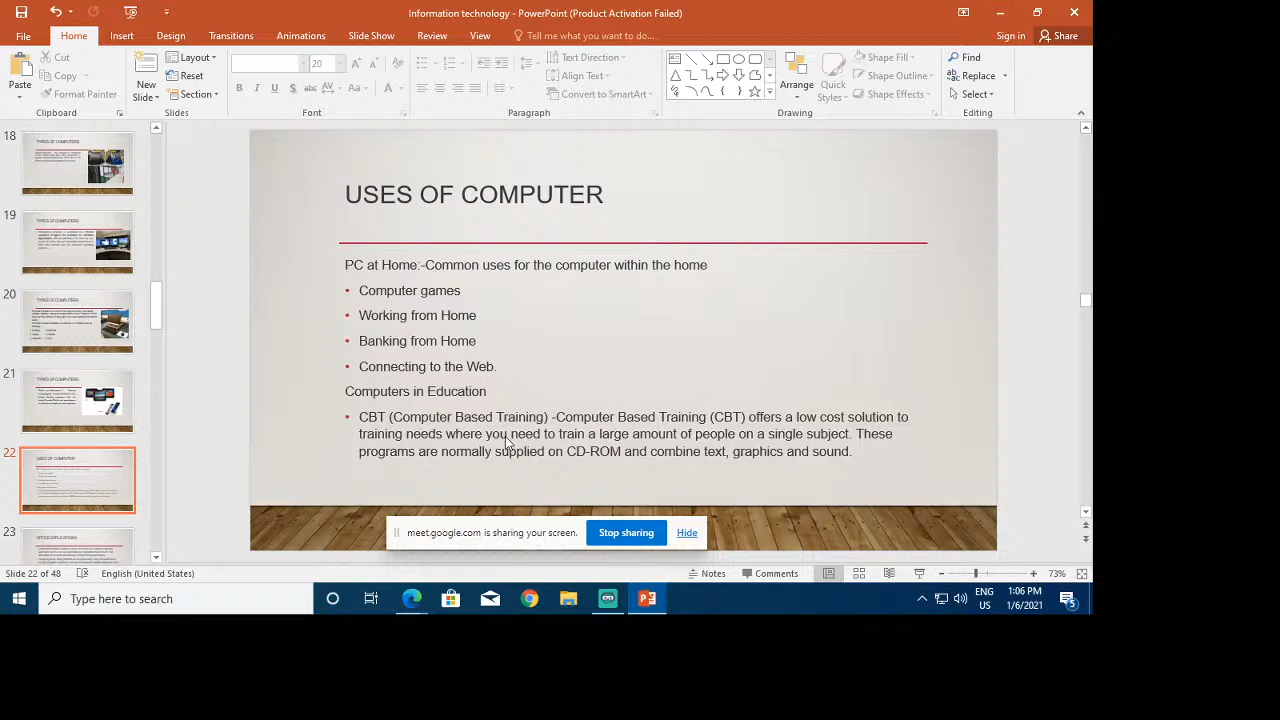 Information technology - PowerPoint (Product Activation Failed)
File Home Insert Design Transitions Animations Slide Show Review View Tell me what you want to do... Sign in Share
Cut
Copy
Format Painter
Paste
New Slide
Layout
Reset
Section
20
Text Direction
Align Text
Convert to SmartArt
Arrange
Quick Styles
Shape Fill
Shape Outline
Shape Effects
Find
Replace
Select
Clipboard Slides Font Paragraph Drawing Editing
18
TYPES OF COMPUTERS
19
TYPES OF COMPUTERS
20
TYPES OF COMPUTERS
21
TYPES OF COMPUTERS
22
USES OF COMPUTER
23
OFFICE APPLICATIONS
USES OF COMPUTER
PC at Home:-Common uses for the computer within the home
• Computer games
• Working from Home
• Banking from Home
• Connecting to the Web.
Computers in Education
• CBT (Computer Based Training) -Computer Based Training (CBT) offers a low cost solution to
training needs where you need to train a large amount of people on a single subject. These
programs are normally supplied on CD-ROM and combine text, graphics and sound.
meet.google.com is sharing your screen. Stop sharing Hide
Slide 22 of 48 English (United States) Notes Comments 73%
Type here to search
ENG
US
1:06 PM
1/6/2021
5